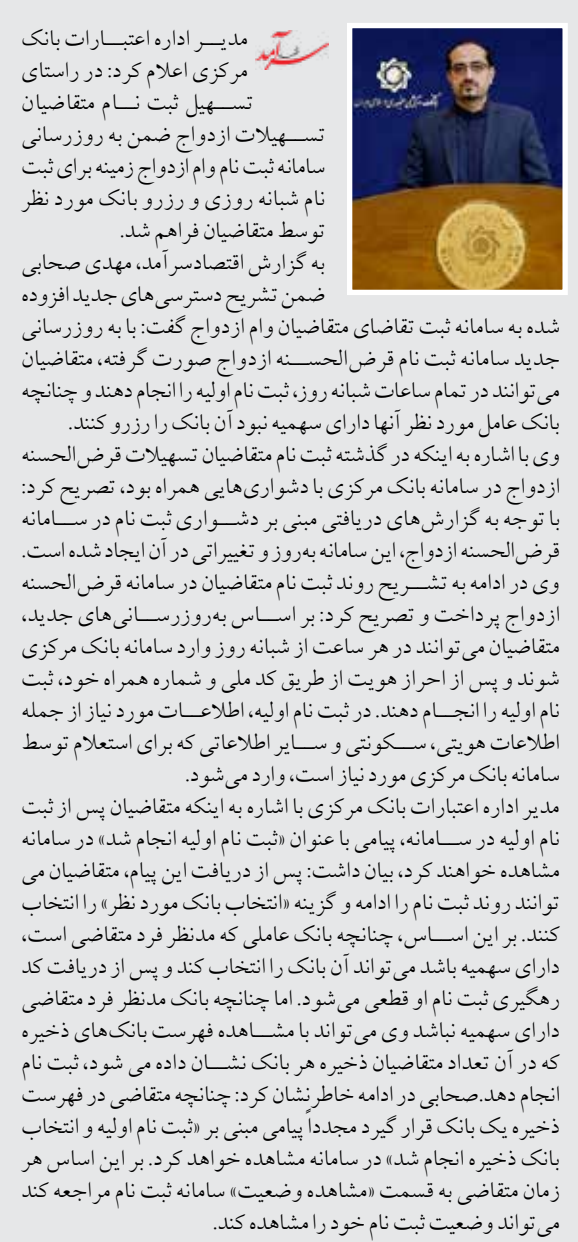 سرآمد
مدیر اداره اعتبارات بانک
مرکزی اعلام کرد: در راستای
تسهیل ثبت نام متقاضیان
تسهیلات ازدواج ضمن به روزرسانی
سامانه ثبت نام وام ازدواج زمینه برای ثبت
نام شبانه روزی و رزرو بانک مورد نظر
توسط متقاضیان فراهم شد.
به گزارش اقتصادسرآمد، مهدی صحابی
ضمن تشریح دسترسی‌های جدید افزوده
شده به سامانه ثبت تقاضای متقاضیان وام ازدواج گفت: با به روزرسانی
جدید سامانه ثبت نام قرض‌الحسنه ازدواج صورت گرفته، متقاضیان
می‌توانند در تمام ساعات شبانه روز، ثبت نام اولیه را انجام دهند و چنانچه
بانک عامل مورد نظر آنها دارای سهمیه نبود آن بانک را رزرو کنند.
وی با اشاره به اینکه در گذشته ثبت نام متقاضیان تسهیلات قرض‌الحسنه
ازدواج در سامانه بانک مرکزی با دشواری‌هایی همراه بود، تصریح کرد:
با توجه به گزارش‌های دریافتی مبنی بر دشواری ثبت نام در سامانه
قرض‌الحسنه ازدواج، این سامانه به‌روز و تغییراتی در آن ایجاد شده است.
وی در ادامه به تشریح روند ثبت نام متقاضیان در سامانه قرض‌الحسنه
ازدواج پرداخت و تصریح کرد: بر اساس به‌روزرسانی‌های جدید،
متقاضیان می‌توانند در هر ساعت از شبانه روز وارد سامانه بانک مرکزی
شوند و پس از احراز هویت از طریق کد ملی و شماره همراه خود، ثبت
نام اولیه را انجام دهند. در ثبت نام اولیه، اطلاعات مورد نیاز از جمله
اطلاعات هویتی، سکونتی و سایر اطلاعاتی که برای استعلام توسط
سامانه بانک مرکزی مورد نیاز است، وارد می‌شود.
مدیر اداره اعتبارات بانک مرکزی با اشاره به اینکه متقاضیان پس از ثبت
نام اولیه در سامانه، پیامی با عنوان «ثبت نام اولیه انجام شد» در سامانه
مشاهده خواهند کرد، بیان داشت: پس از دریافت این پیام، متقاضیان می
توانند روند ثبت نام را ادامه و گزینه «انتخاب بانک مورد نظر» را انتخاب
کنند. بر این اساس، چنانچه بانک عاملی که مدنظر فرد متقاضی است،
دارای سهمیه باشد می‌تواند آن بانک را انتخاب کند و پس از دریافت کد
رهگیری ثبت نام او قطعی می‌شود. اما چنانچه بانک مدنظر فرد متقاضی
دارای سهمیه نباشد وی می‌تواند با مشاهده فهرست بانک‌های ذخیره
که در آن تعداد متقاضیان ذخیره هر بانک نشان داده می شود، ثبت نام
انجام دهد.صحابی در ادامه خاطرنشان کرد: چنانچه متقاضی در فهرست
ذخیره یک بانک قرار گیرد مجدداً پیامی مبنی بر «ثبت نام اولیه و انتخاب
بانک ذخیره انجام شد» در سامانه مشاهده خواهد کرد. بر این اساس هر
زمان متقاضی به قسمت «مشاهده وضعیت» سامانه ثبت نام مراجعه کند
می‌تواند وضعیت ثبت نام خود را مشاهده کند.